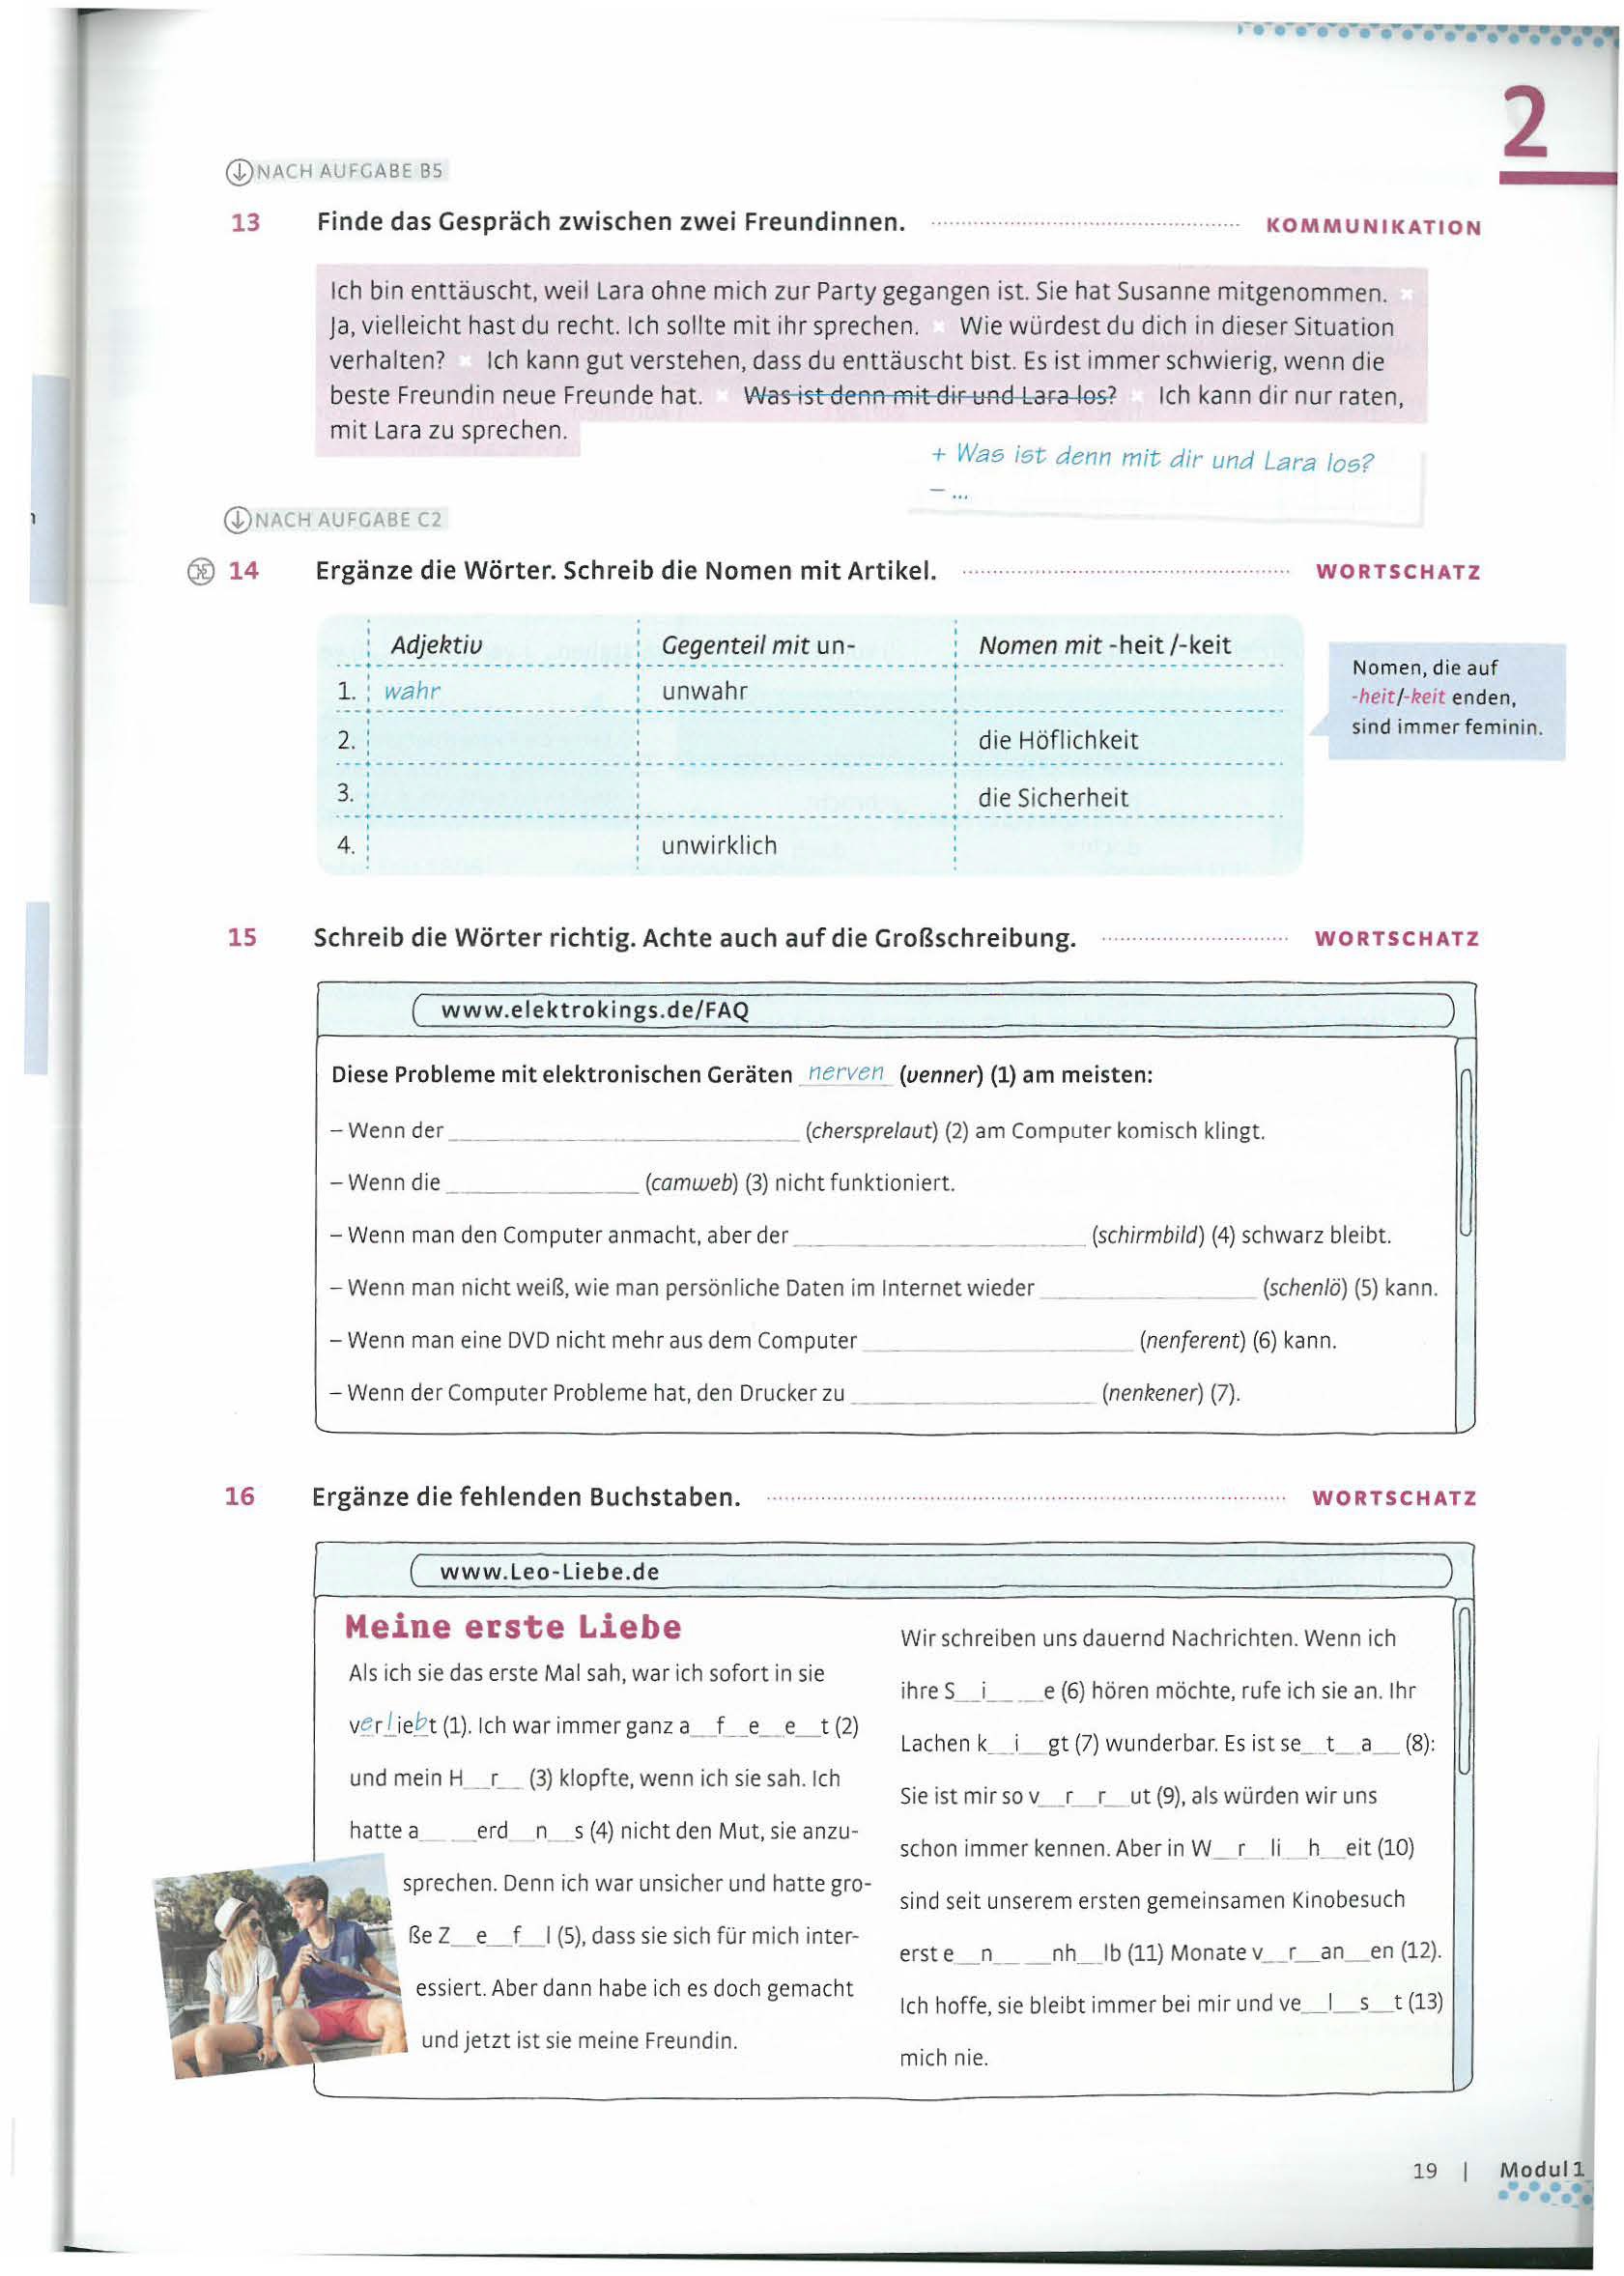 2
NACH AUFGABE B5
13 Finde das Gespräch zwischen zwei Freundinnen. KOMMUNIKATION
Ich bin enttäuscht, weil Lara ohne mich zur Party gegangen ist. Sie hat Susanne mitgenommen. ×
Ja, vielleicht hast du recht. Ich sollte mit ihr sprechen. × Wie würdest du dich in dieser Situation
verhalten? × Ich kann gut verstehen, dass du enttäuscht bist. Es ist immer schwierig, wenn die
beste Freundin neue Freunde hat. × Was ist denn mit dir und Lara los? × Ich kann dir nur raten,
mit Lara zu sprechen.
+ Was ist denn mit dir und Lara los?
– ...
NACH AUFGABE C2
14 Ergänze die Wörter. Schreib die Nomen mit Artikel. WORTSCHATZ
Adjektiv Gegenteil mit un- Nomen mit -heit /-keit
1. wahr unwahr
2. die Höflichkeit
3. die Sicherheit
4. unwirklich
Nomen, die auf
-heit/-keit enden,
sind immer feminin.
15 Schreib die Wörter richtig. Achte auch auf die Großschreibung. WORTSCHATZ
www.elektrokings.de/FAQ
Diese Probleme mit elektronischen Geräten nerven (venner) (1) am meisten:
– Wenn der ____ (chersprelaut) (2) am Computer komisch klingt.
– Wenn die ____ (camweb) (3) nicht funktioniert.
– Wenn man den Computer anmacht, aber der ____ (schirmbild) (4) schwarz bleibt.
– Wenn man nicht weiß, wie man persönliche Daten im Internet wieder ____ (schenlö) (5) kann.
– Wenn man eine DVD nicht mehr aus dem Computer ____ (nenferent) (6) kann.
– Wenn der Computer Probleme hat, den Drucker zu ____ (nenkener) (7).
16 Ergänze die fehlenden Buchstaben. WORTSCHATZ
www.Leo-Liebe.de
Meine erste Liebe
Als ich sie das erste Mal sah, war ich sofort in sie
verliebt (1). Ich war immer ganz a_f_e_e_t (2)
und mein H_r_ (3) klopfte, wenn ich sie sah. Ich
hatte a_ _erd_n_s (4) nicht den Mut, sie anzu-
sprechen. Denn ich war unsicher und hatte gro-
ße Z_e_f_l (5), dass sie sich für mich inter-
essiert. Aber dann habe ich es doch gemacht
und jetzt ist sie meine Freundin.
Wir schreiben uns dauernd Nachrichten. Wenn ich
ihre S_i_ _e (6) hören möchte, rufe ich sie an. Ihr
Lachen k_i_gt (7) wunderbar. Es ist se_t_a_ (8):
Sie ist mir so v_r_r_ut (9), als würden wir uns
schon immer kennen. Aber in W_r_li_h_eit (10)
sind seit unserem ersten gemeinsamen Kinobesuch
erst e_n_ _nh_lb (11) Monate v_r_an_en (12).
Ich hoffe, sie bleibt immer bei mir und ve_l_s_t (13)
mich nie.
19 | Modul 1